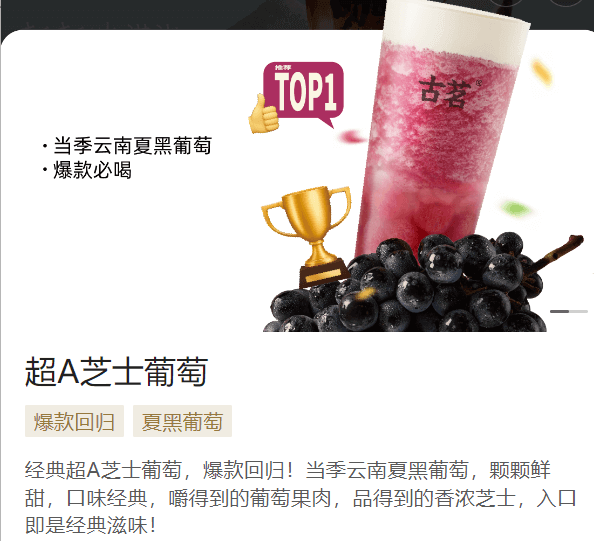 推荐
TOP1
古茗
· 当季云南夏黑葡萄
· 爆款必喝
超A芝士葡萄
爆款回归
夏黑葡萄
经典超A芝士葡萄，爆款回归！当季云南夏黑葡萄，颗颗鲜
甜，口味经典，嚼得到的葡萄果肉，品得到的香浓芝士，入口
即是经典滋味！